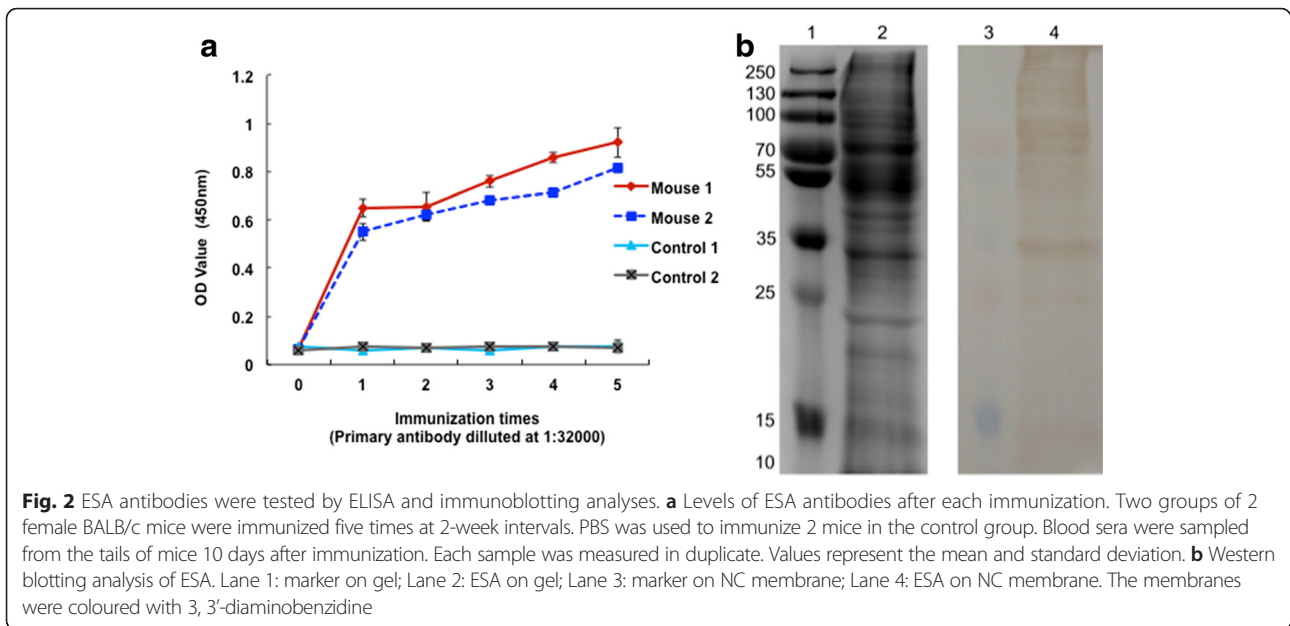 a
1.2
1
0.8
0.6
0.4
0.2
0
OD Value (450nm)
0 1 2 3 4 5
Immunization times
(Primary antibody dilluted at 1:32000)
Mouse 1
Mouse 2
Control 1
Control 2
b
1 2 3 4
250
130
100
70
55
35
25
15
10
Fig. 2 ESA antibodies were tested by ELISA and immunoblotting analyses. a Levels of ESA antibodies after each immunization. Two groups of 2
female BALB/c mice were immunized five times at 2-week intervals. PBS was used to immunize 2 mice in the control group. Blood sera were sampled
from the tails of mice 10 days after immunization. Each sample was measured in duplicate. Values represent the mean and standard deviation. b Western
blotting analysis of ESA. Lane 1: marker on gel; Lane 2: ESA on gel; Lane 3: marker on NC membrane; Lane 4: ESA on NC membrane. The membranes
were coloured with 3, 3′-diaminobenzidine